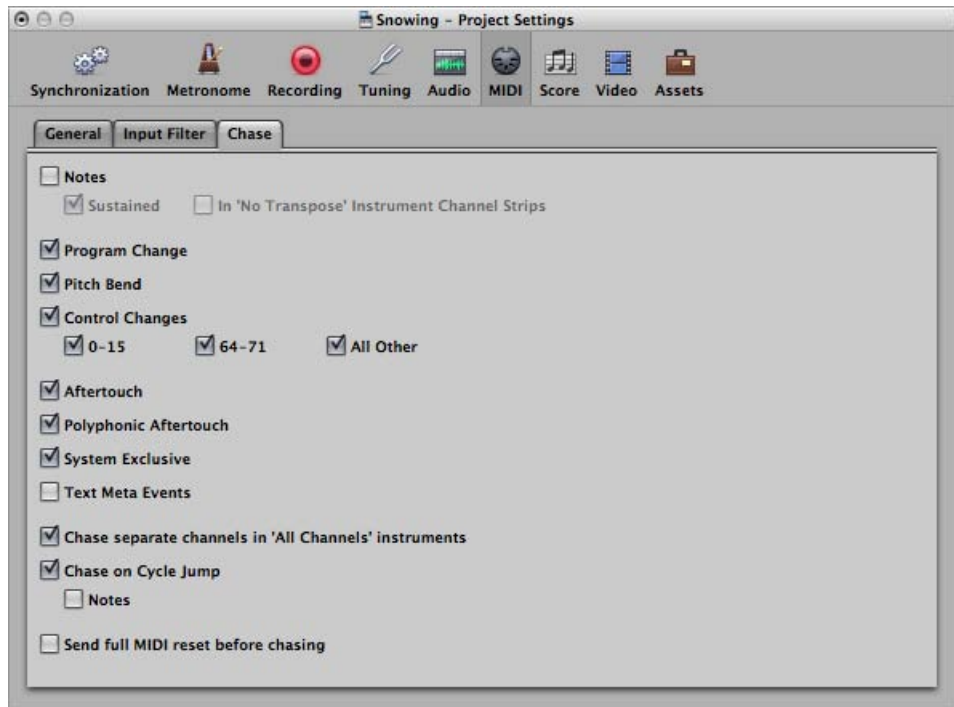 Snowing – Project Settings
Synchronization Metronome Recording Tuning Audio MIDI Score Video Assets
General Input Filter Chase
Notes
Sustained In 'No Transpose' Instrument Channel Strips
Program Change
Pitch Bend
Control Changes
0-15 64-71 All Other
Aftertouch
Polyphonic Aftertouch
System Exclusive
Text Meta Events
Chase separate channels in 'All Channels' instruments
Chase on Cycle Jump
Notes
Send full MIDI reset before chasing